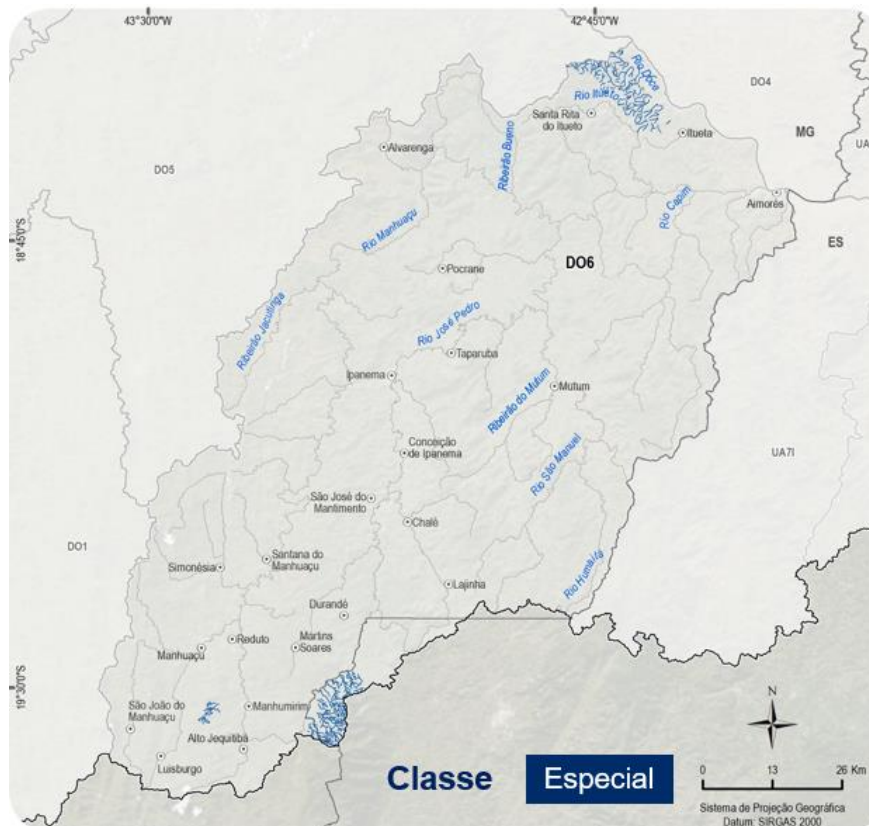 43°30'0"W
42°45'0"W
Rio Doce
DO4
Rio Itueto
Santa Rita
do Itueto
Itueta
MG
UA
Ribeirão Bueno
Alvarenga
DO5
Rio Capim
Aimorés
Rio Manhuaçu
18°45'0"S
ES
DO6
Pocrane
Ribeirão Jacutinga
Rio José Pedro
Taparuba
Ipanema
Ribeirão do Mutum
Mutum
Conceição
de Ipanema
Rio São Manuel
UA7I
São José do
Mantimento
Chalé
DO1
Simonésia
Santana do
Manhuaçu
Lajinha
Rio Humaitá
Durandé
Reduto
Martins
Soares
Manhuaçu
19°30'0"S
São João do
Manhuaçu
Manhumirim
Alto Jequitibá
Luisburgo
N
Classe Especial
0 13 26 Km
Sistema de Projeção Geográfica
Datum: SIRGAS 2000